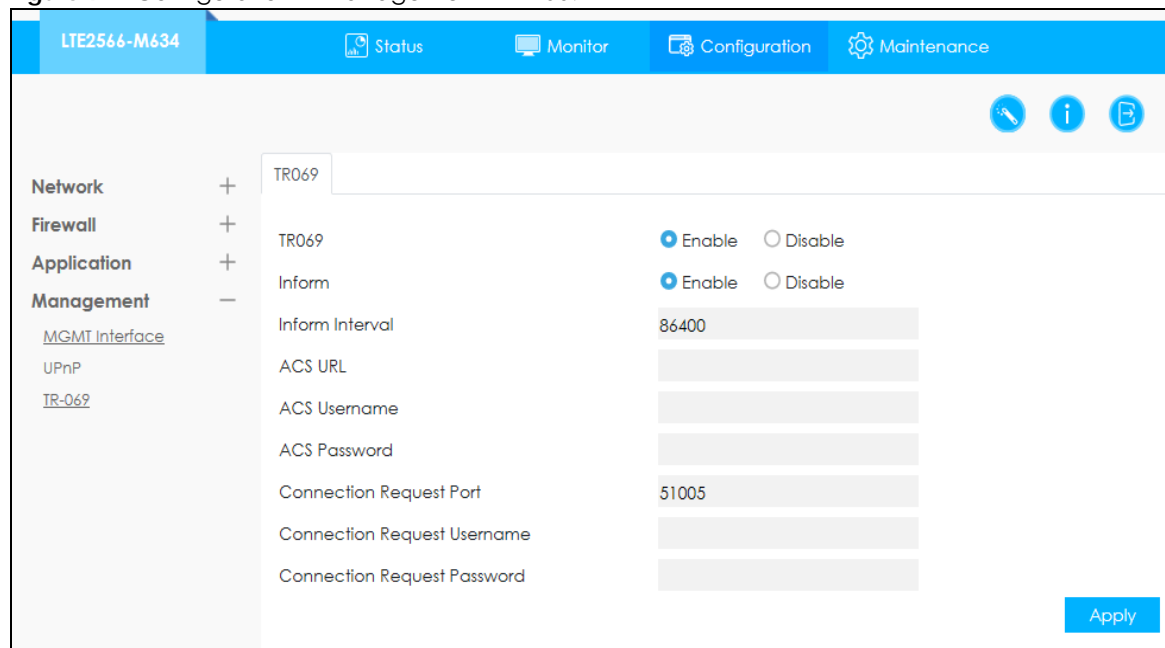 LTE2566-M634
Status
Monitor
Configuration
Maintenance
Network
Firewall
Application
Management
MGMT Interface
UPnP
TR-069
TR069
TR069 Enable Disable
Inform Enable Disable
Inform Interval 86400
ACS URL
ACS Username
ACS Password
Connection Request Port 51005
Connection Request Username
Connection Request Password
Apply